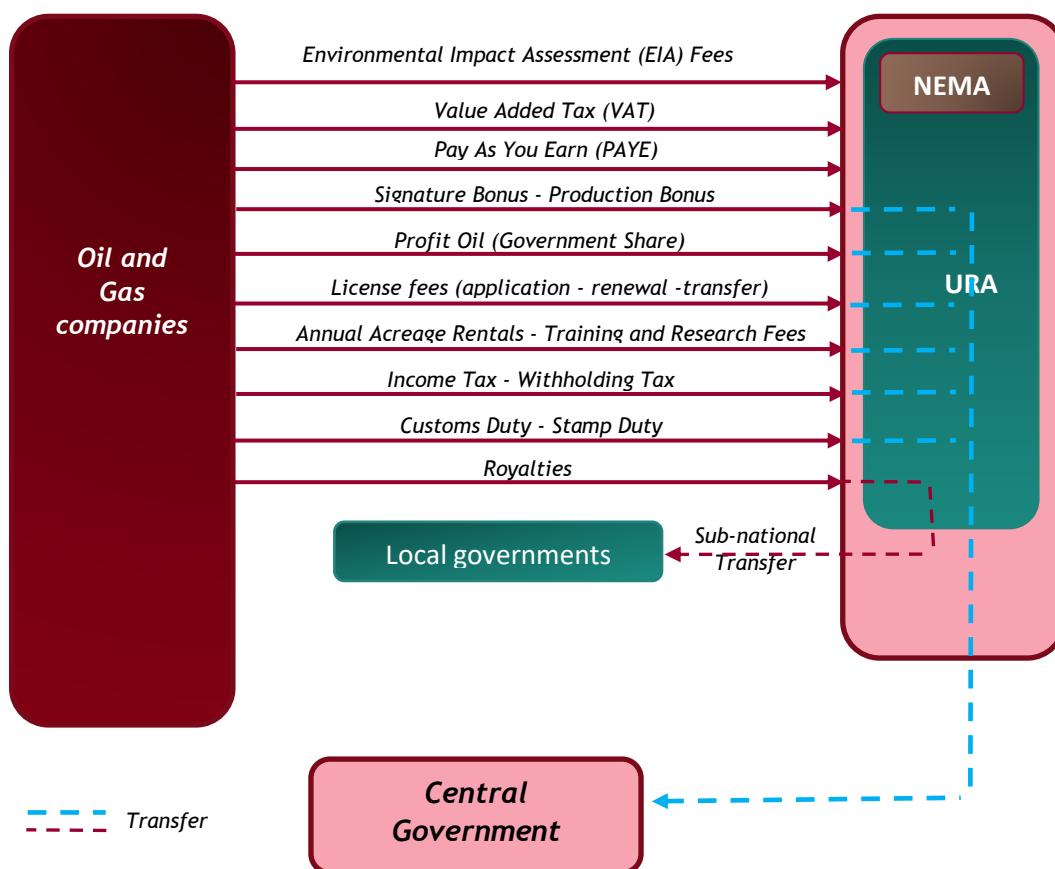 Environmental Impact Assessment (EIA) Fees
NEMA
Value Added Tax (VAT)
Pay As You Earn (PAYE)
Signature Bonus - Production Bonus
Oil and
Gas
companies
Profit Oil (Government Share)
URA
License fees (application - renewal -transfer)
Annual Acreage Rentals - Training and Research Fees
Income Tax - Withholding Tax
Customs Duty - Stamp Duty
Royalties
Local governments
Sub-national
Transfer
Central
Government
Transfer